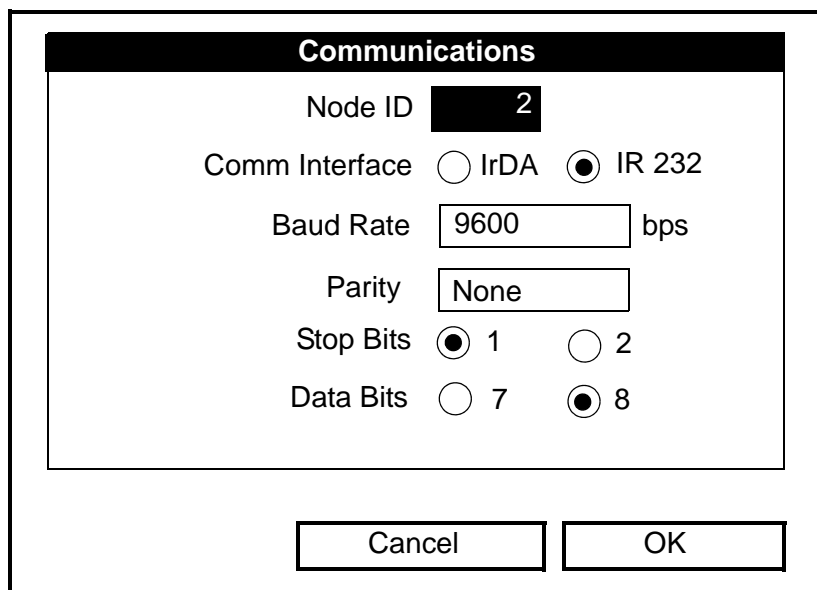 Communications
Node ID 2
Comm Interface IrDA IR 232
Baud Rate 9600 bps
Parity None
Stop Bits 1 2
Data Bits 7 8
Cancel OK